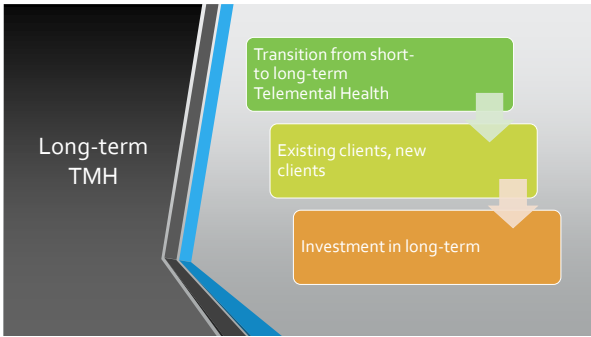 Long-term
TMH
Transition from short-
to long-term
Telemental Health
Existing clients, new
clients
Investment in long-term